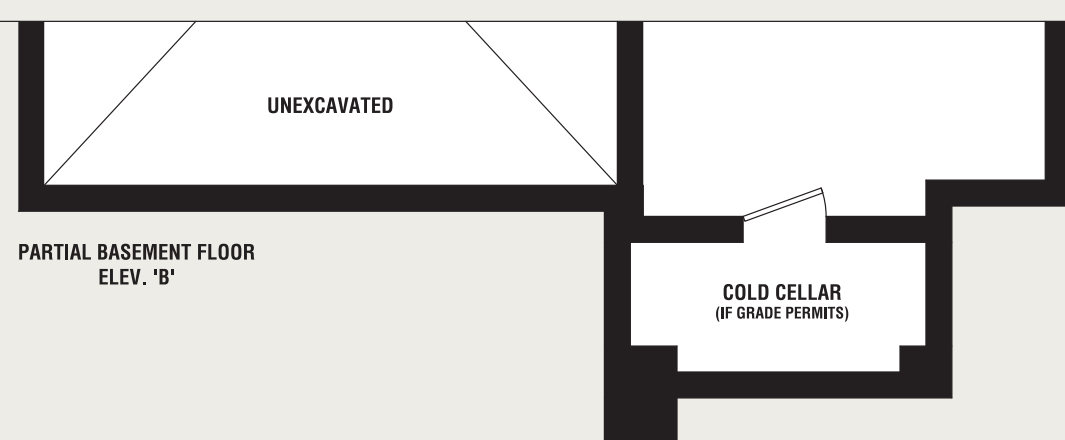 UNEXCAVATED
PARTIAL BASEMENT FLOOR
ELEV. 'B'
COLD CELLAR
(IF GRADE PERMITS)